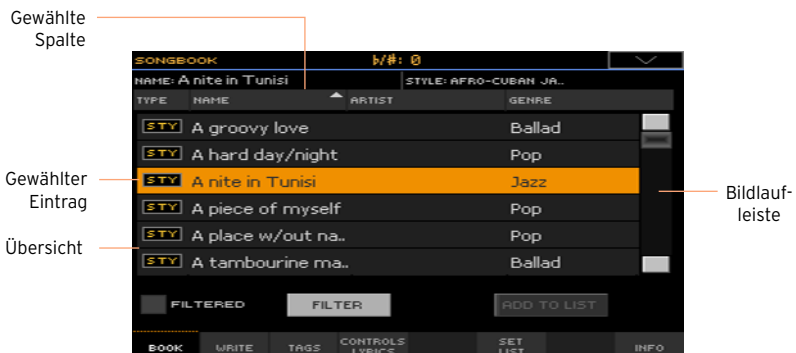 Gewählte
Spalte
SONGBOOK ♭/#: 0
NAME: A nite in Tunisi STYLE: AFRO-CUBAN JA..
TYPE NAME ARTIST GENRE
STY A groovy love Ballad
STY A hard day/night Pop
Gewählter
Eintrag
STY A nite in Tunisi Jazz
Bildlauf-
leiste
STY A piece of myself Pop
Übersicht
STY A place w/out na.. Pop
STY A tambourine ma.. Ballad
FILTERED FILTER ADD TO LIST
BOOK WRITE TAGS CONTROLS LYRICS SET LIST INFO